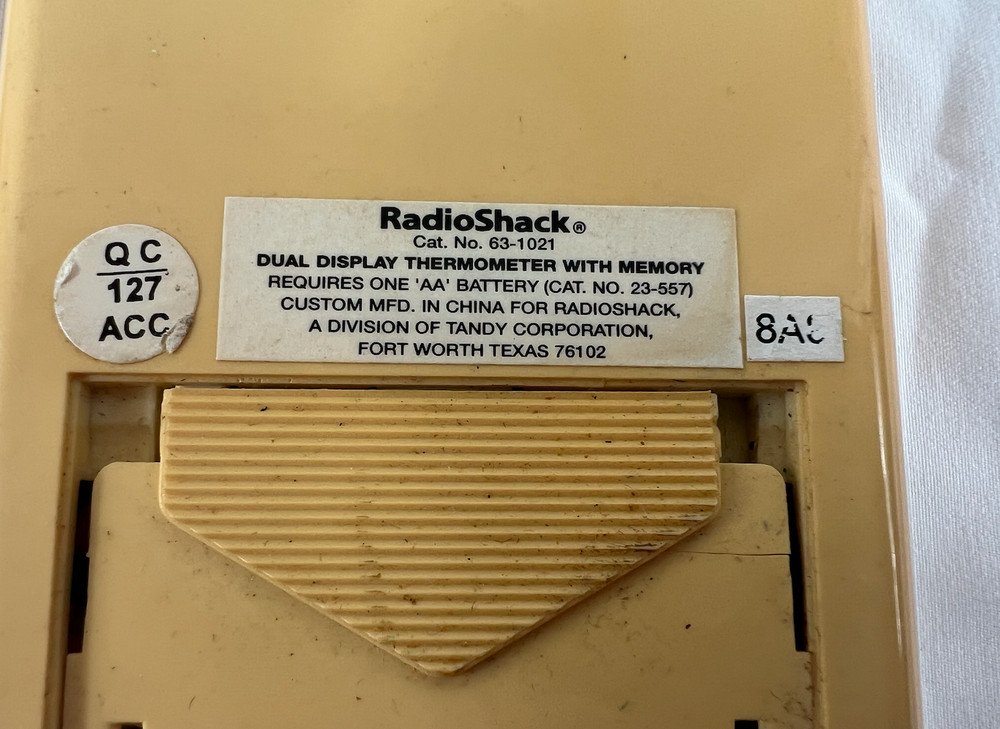 RadioShack®
Cat. No. 63-1021
DUAL DISPLAY THERMOMETER WITH MEMORY
REQUIRES ONE 'AA' BATTERY (CAT. NO. 23-557)
CUSTOM MFD. IN CHINA FOR RADIOSHACK,
A DIVISION OF TANDY CORPORATION,
FORT WORTH TEXAS 76102
Q C
127
ACC